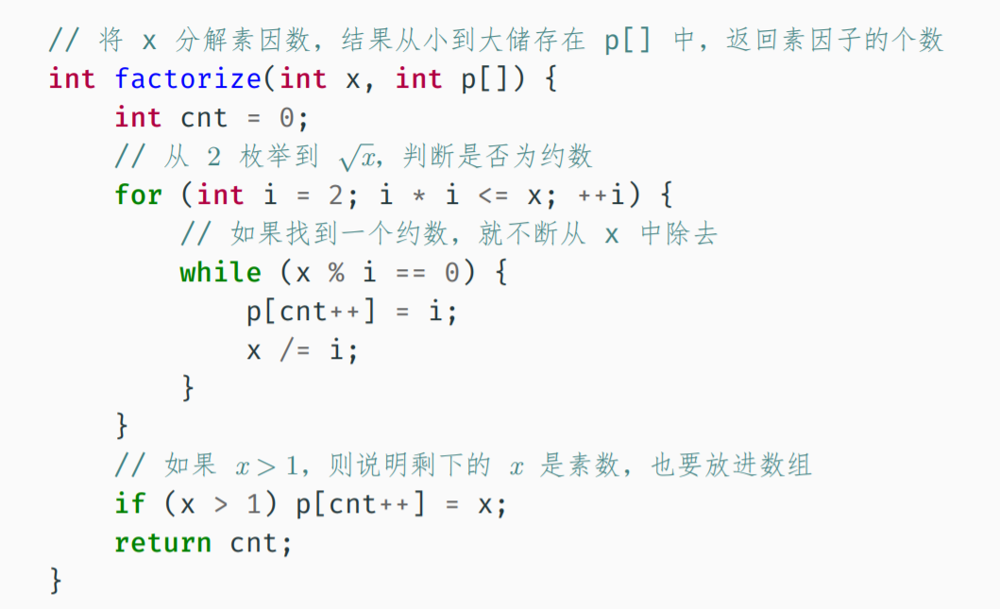 // 将 x 分解素因数，结果从小到大储存在 p[] 中，返回素因子的个数
int factorize(int x, int p[]) {
    int cnt = 0;
    // 从 2 枚举到 √x，判断是否为约数
    for (int i = 2; i * i <= x; ++i) {
        // 如果找到一个约数，就不断从 x 中除去
        while (x % i == 0) {
            p[cnt++] = i;
            x /= i;
        }
    }
    // 如果 x > 1，则说明剩下的 x 是素数，也要放进数组
    if (x > 1) p[cnt++] = x;
    return cnt;
}